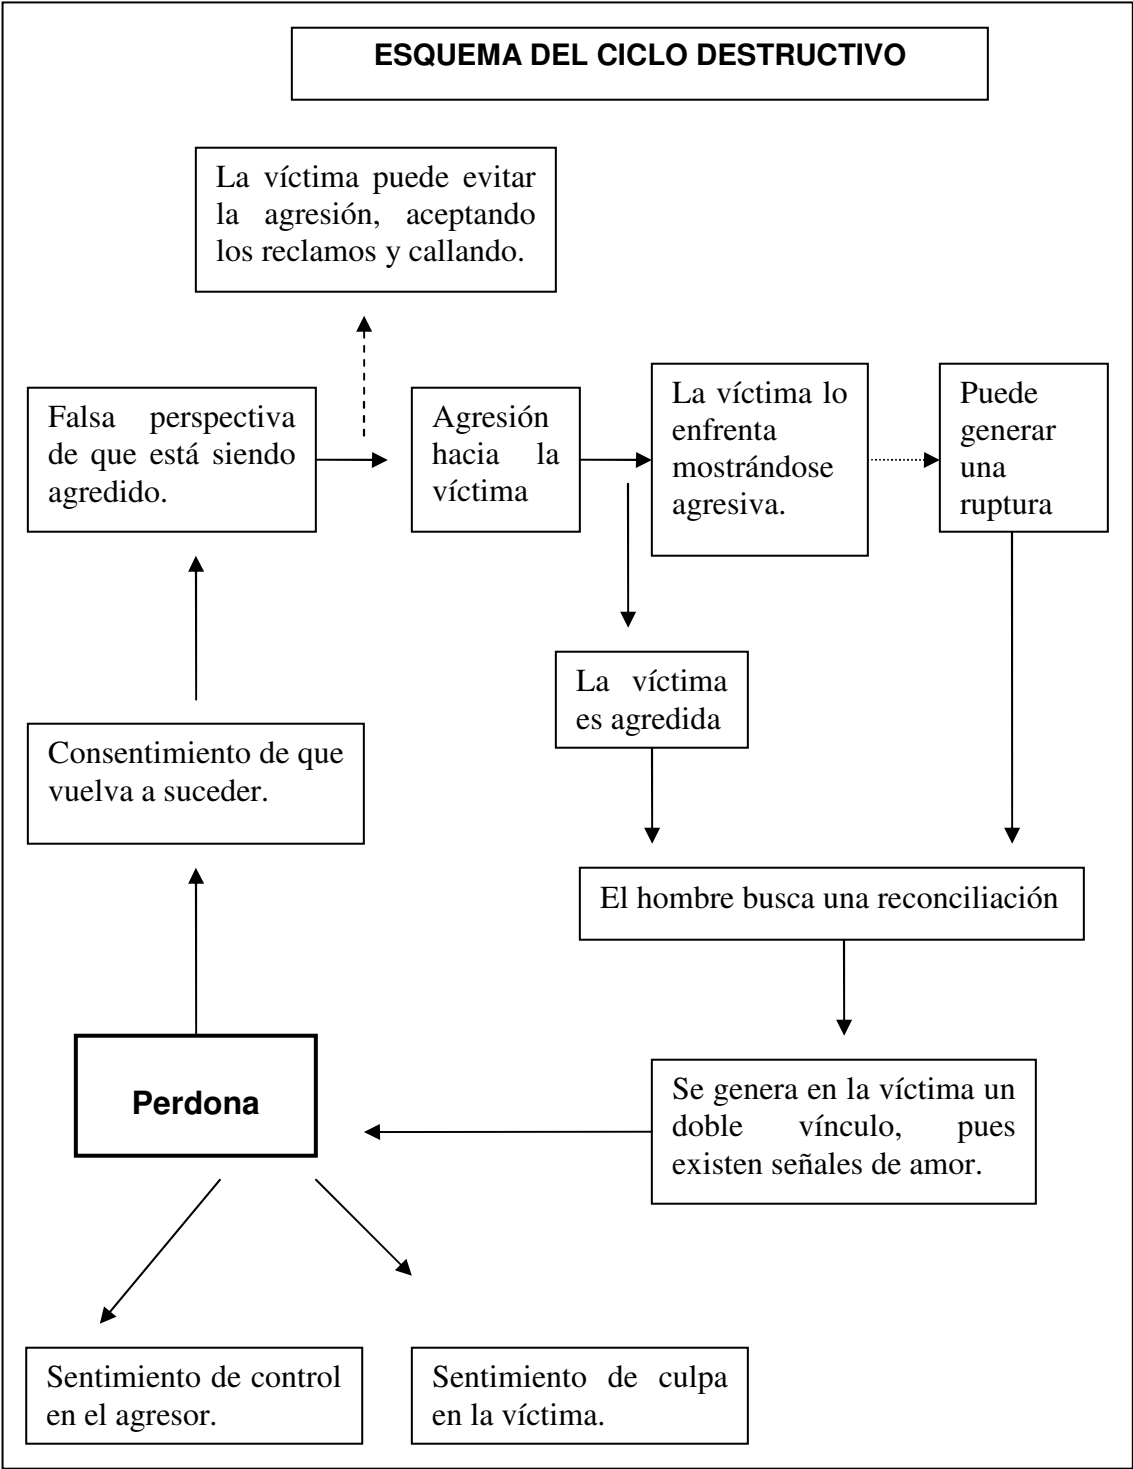 ESQUEMA DEL CICLO DESTRUCTIVO
La víctima puede evitar
la agresión, aceptando
los reclamos y callando.
Falsa perspectiva
de que está siendo
agredido.
Agresión
hacia la
víctima
La víctima lo
enfrenta
mostrándose
agresiva.
Puede
generar
una
ruptura
La víctima
es agredida
Consentimiento de que
vuelva a suceder.
El hombre busca una reconciliación
Perdona
Se genera en la víctima un
doble vínculo, pues
existen señales de amor.
Sentimiento de control
en el agresor.
Sentimiento de culpa
en la víctima.